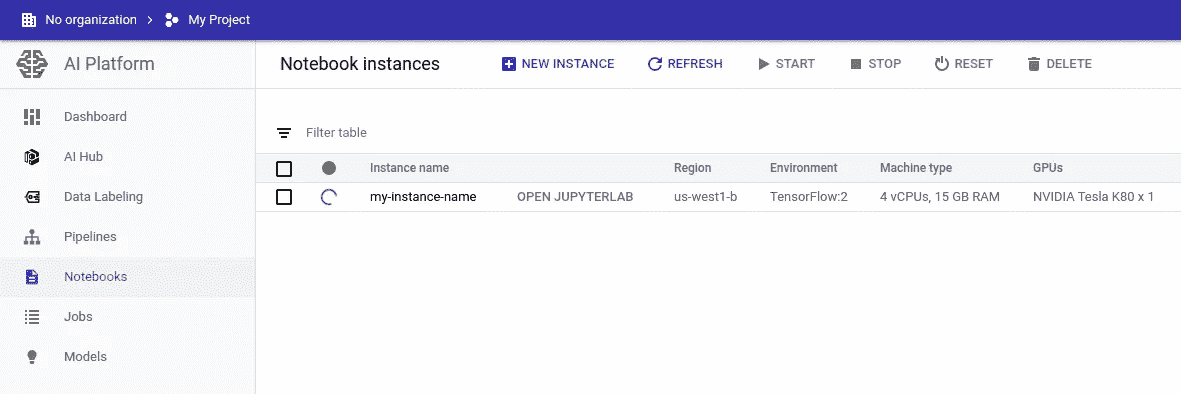 No organization > My Project
AI Platform
Notebook instances NEW INSTANCE REFRESH START STOP RESET DELETE
Dashboard
AI Hub
Data Labeling
Pipelines
Notebooks
Jobs
Models
Filter table
Instance name Region Environment Machine type GPUs
my-instance-name OPEN JUPYTERLAB us-west1-b TensorFlow:2 4 vCPUs, 15 GB RAM NVIDIA Tesla K80 x 1